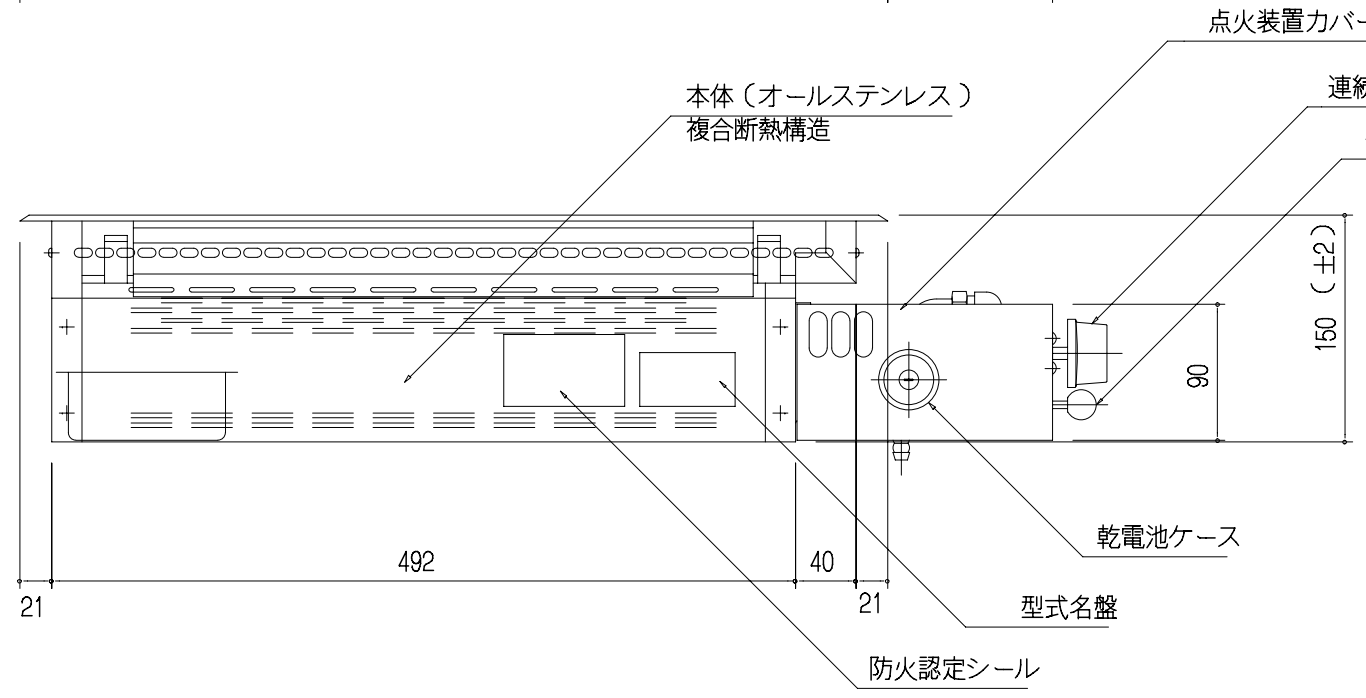 点火装置カバー
連続
本体（オールステンレス）
複合断熱構造
150（±2）
90
乾電池ケース
492
40
21
21
型式名盤
防火認定シール